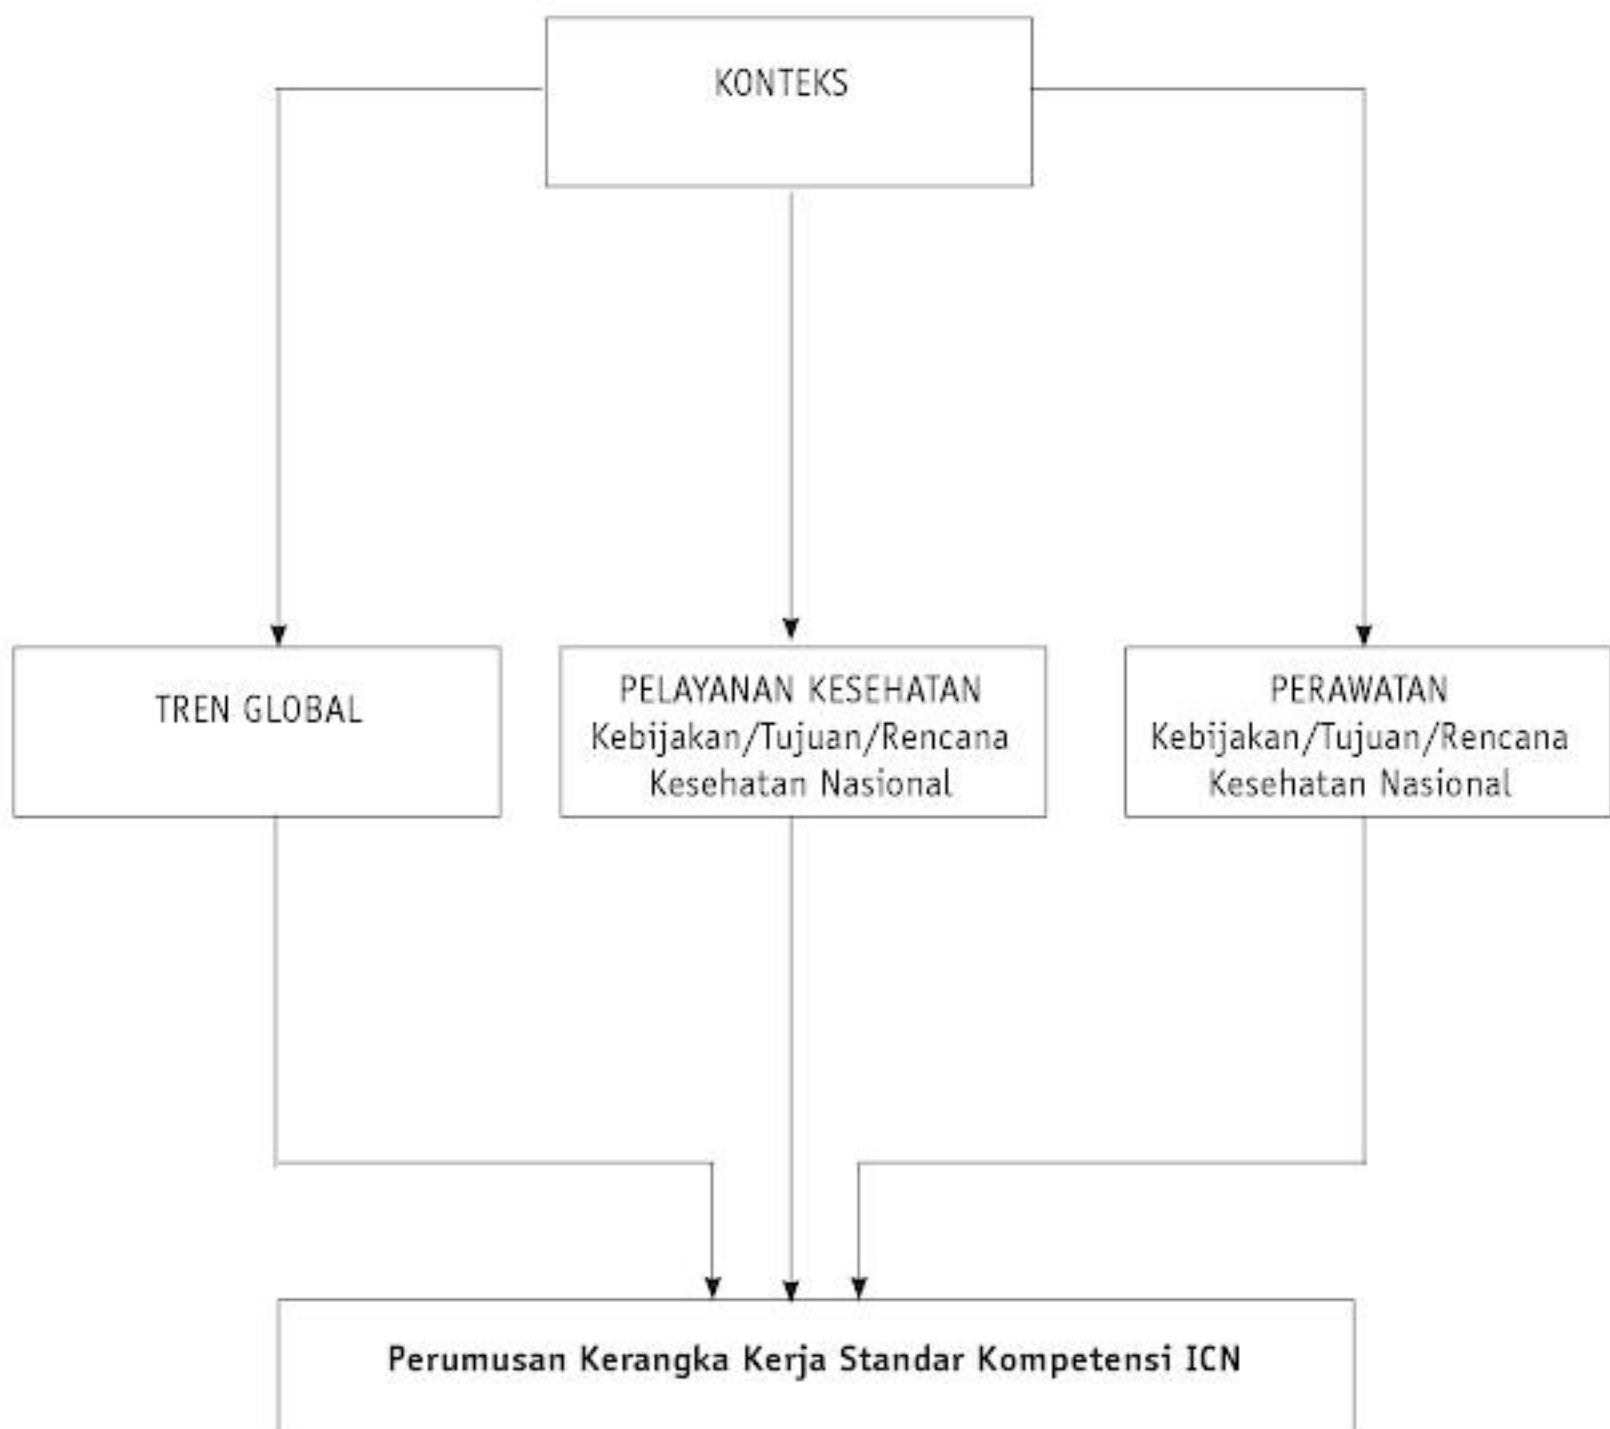 KONTEKS
TREN GLOBAL
PELAYANAN KESEHATAN
Kebijakan/Tujuan/Rencana
Kesehatan Nasional
PERAWATAN
Kebijakan/Tujuan/Rencana
Kesehatan Nasional
Perumusan Kerangka Kerja Standar Kompetensi ICN